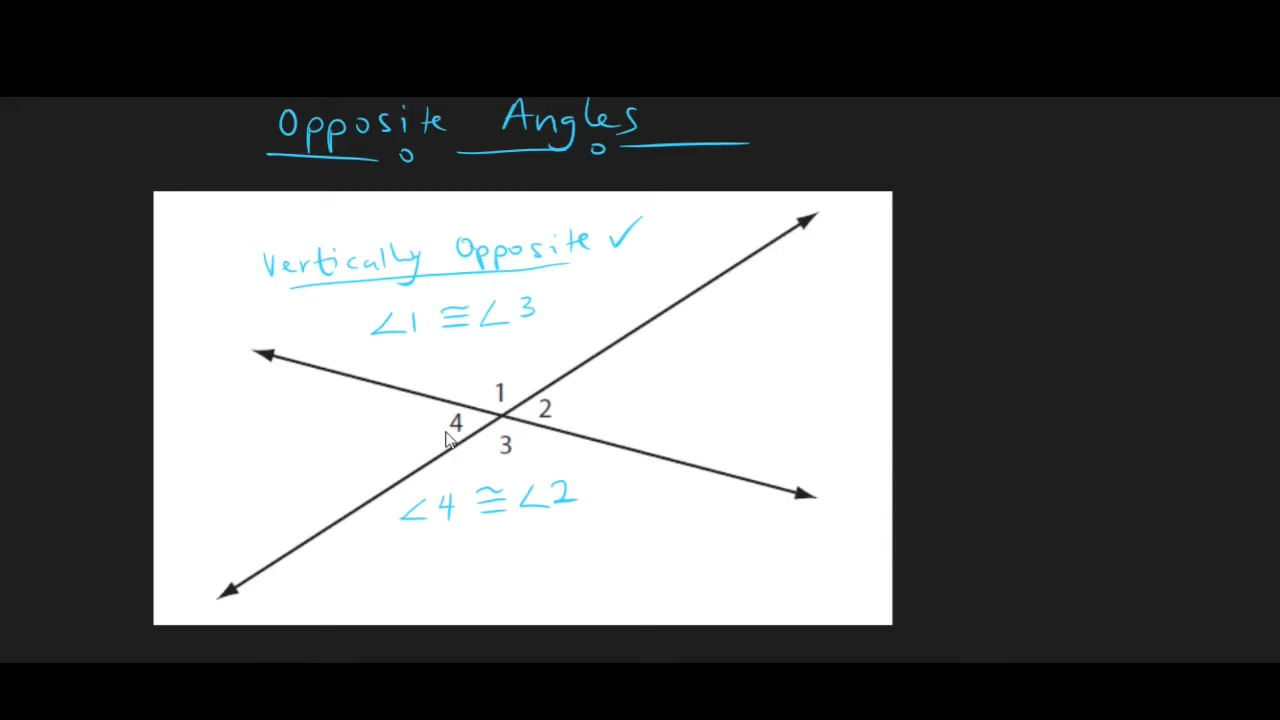 Opposite Angles
Vertically Opposite ✓
∠1 ≅ ∠3
1
2
4
3
∠4 ≅ ∠2